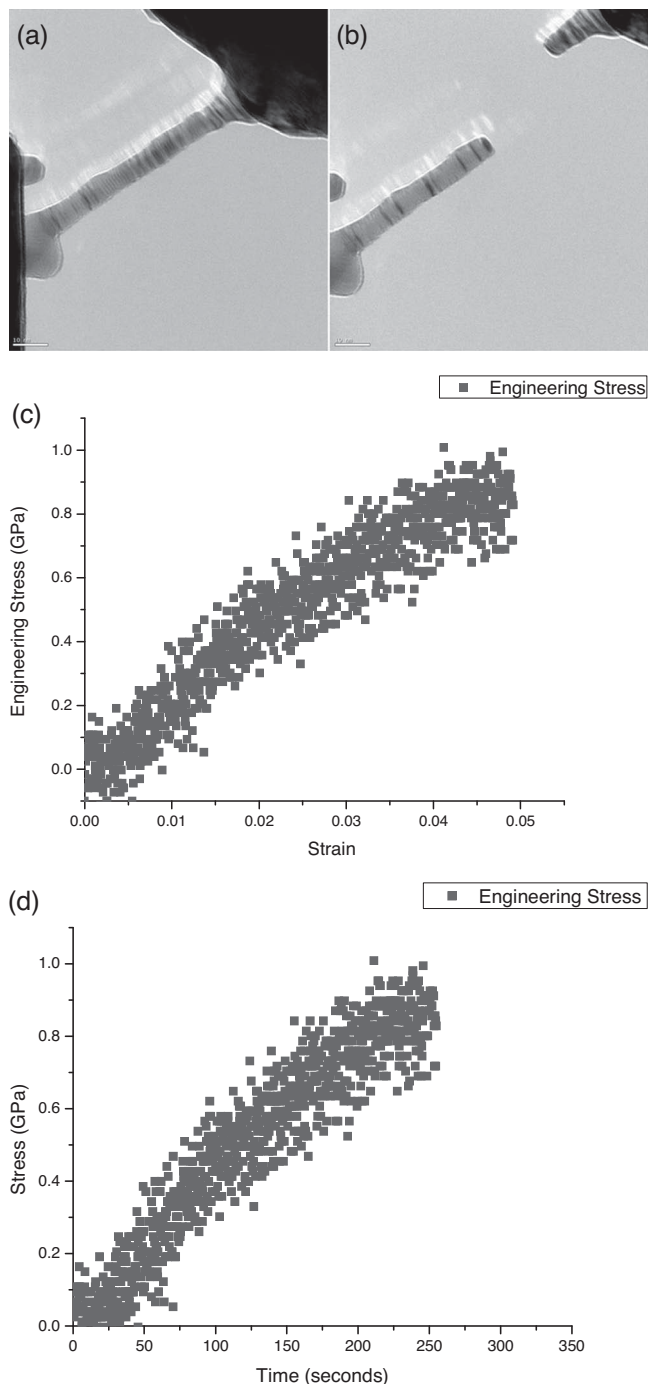 (a)
(b)
Engineering Stress
(c)
1.0
0.8
0.6
0.4
0.2
0.0
Engineering Stress (GPa)
0.00 0.01 0.02 0.03 0.04 0.05
Strain
Engineering Stress
(d)
1.0
0.8
0.6
0.4
0.2
0.0
Stress (GPa)
0 50 100 150 200 250 300 350
Time (seconds)